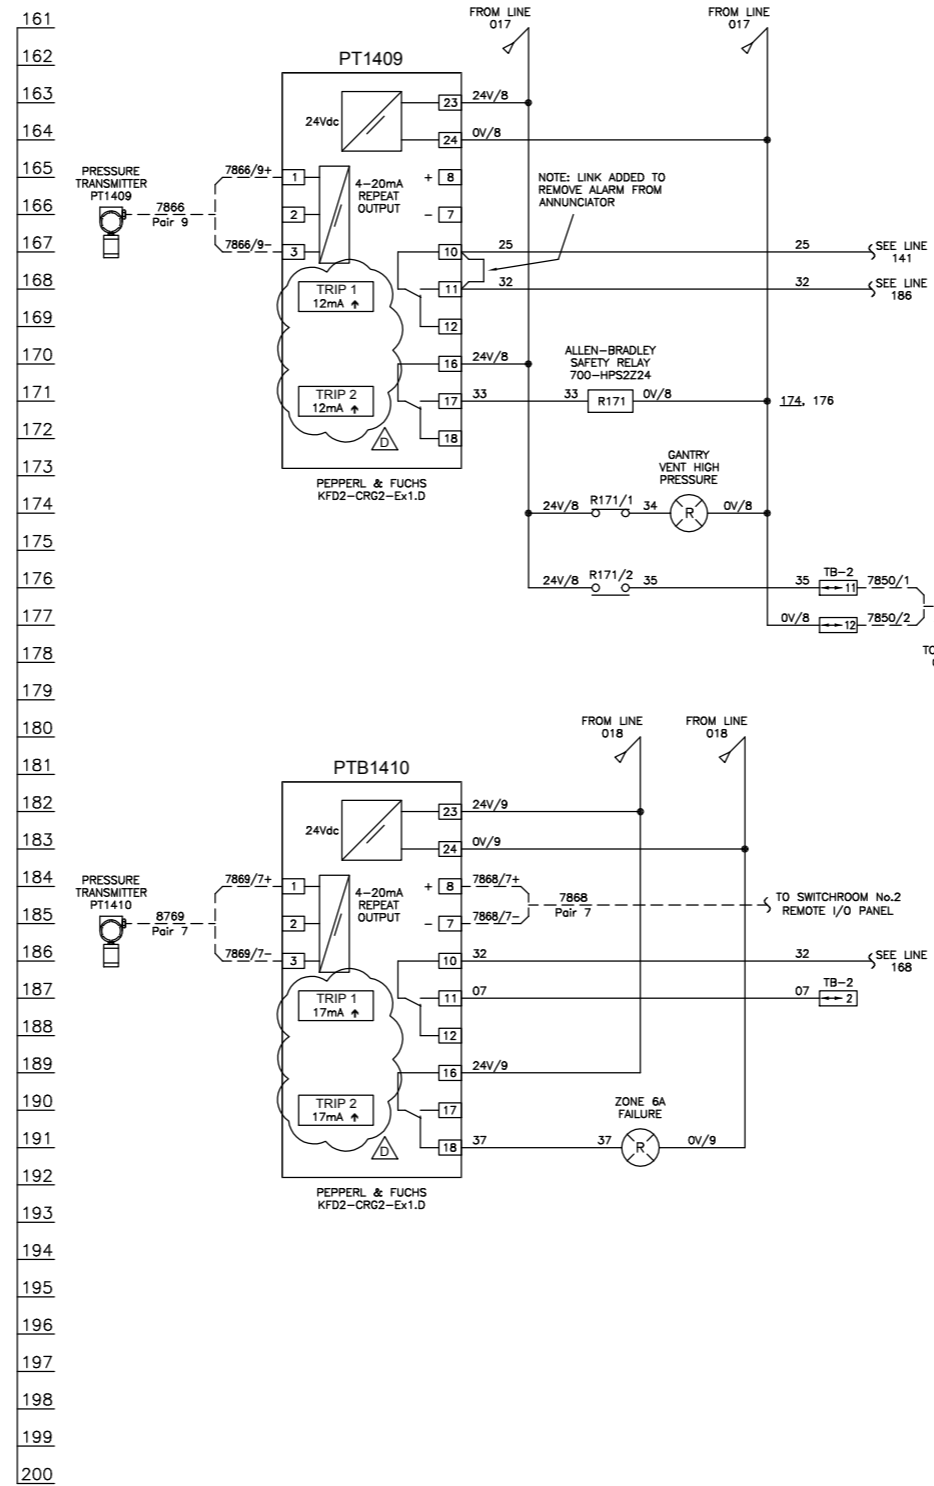 161
FROM LINE
017
FROM LINE
017
162
PT1409
163
24Vdc
23
24V/8
164
24
0V/8
165
PRESSURE
TRANSMITTER
PT1409
7866/9+
1
4-20mA
REPEAT
OUTPUT
+ 8
NOTE: LINK ADDED TO
REMOVE ALARM FROM
ANNUNCIATOR
166
7866
Pair 9
2
- 7
167
7866/9-
3
10
25
25
SEE LINE
141
168
TRIP 1
12mA ↑
11
32
32
SEE LINE
186
169
12
170
16
24V/8
ALLEN-BRADLEY
SAFETY RELAY
700-HPS2Z24
171
TRIP 2
12mA ↑
17
33
33
R171
0V/8
174, 176
172
D
18
173
PEPPERL & FUCHS
KFD2-CRG2-Ex1.D
GANTRY
VENT HIGH
PRESSURE
174
24V/8
R171/1
34
R
0V/8
175
176
24V/8
R171/2
35
35
TB-2
11
7850/1
177
0V/8
12
7850/2
178
TO
179
180
FROM LINE
018
FROM LINE
018
181
PTB1410
182
24Vdc
23
24V/9
183
24
0V/9
184
PRESSURE
TRANSMITTER
PT1410
7869/7+
1
4-20mA
REPEAT
OUTPUT
+ 8
7868/7+
185
8769
Pair 7
2
- 7
7868/7-
7868
Pair 7
TO SWITCHROOM No.2
REMOTE I/O PANEL
186
7869/7-
3
10
32
32
SEE LINE
168
187
TRIP 1
17mA ↑
11
07
07
TB-2
2
188
12
189
16
24V/9
190
TRIP 2
17mA ↑
17
ZONE 6A
FAILURE
191
D
18
37
37
R
0V/9
192
PEPPERL & FUCHS
KFD2-CRG2-Ex1.D
193
194
195
196
197
198
199
200